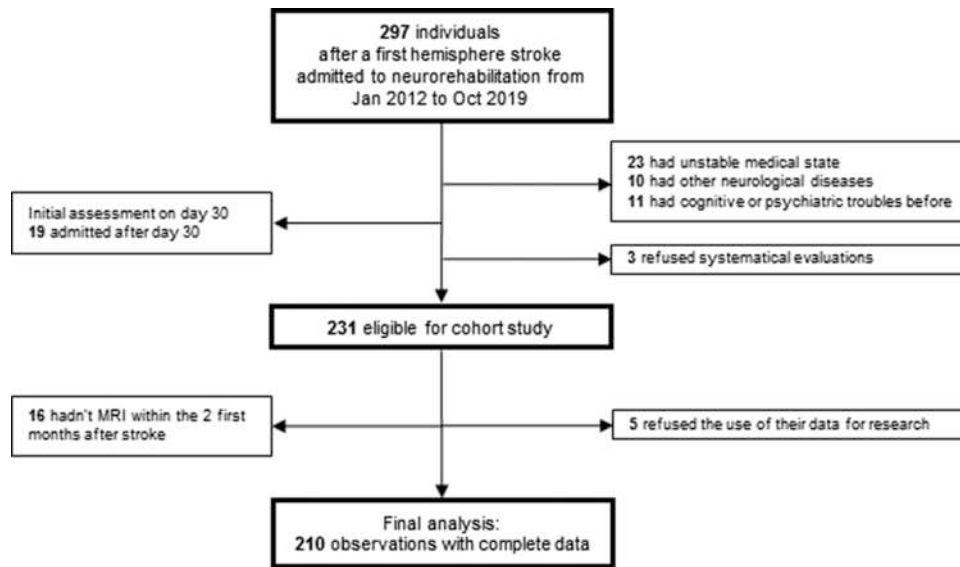 297 individuals
after a first hemisphere stroke
admitted to neurorehabilitation from
Jan 2012 to Oct 2019
23 had unstable medical state
10 had other neurological diseases
11 had cognitive or psychiatric troubles before
Initial assessment on day 30
19 admitted after day 30
3 refused systematical evaluations
231 eligible for cohort study
16 hadn't MRI within the 2 first
months after stroke
5 refused the use of their data for research
Final analysis:
210 observations with complete data